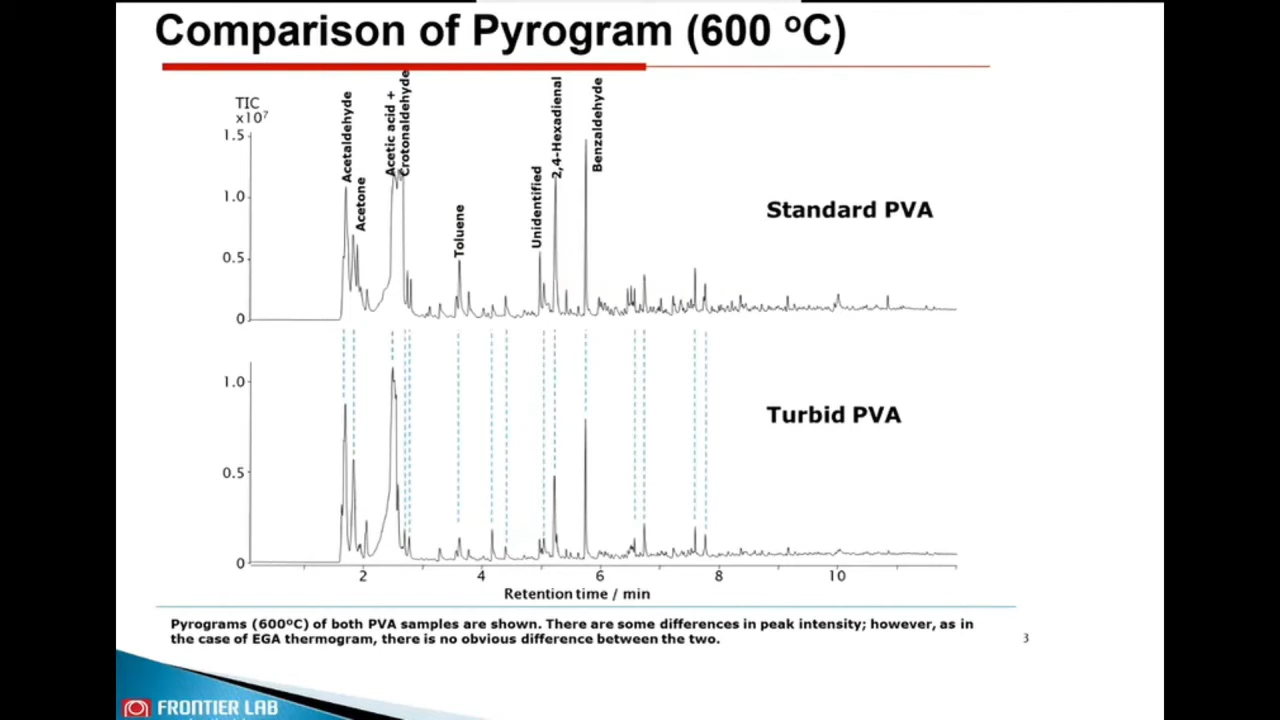 Comparison of Pyrogram (600 ºC)
TIC
x10⁷
1.5
1.0
0.5
0
Acetaldehyde
Acetone
Acetic acid +
Crotonaldehyde
Toluene
Unidentified
2,4-Hexadienal
Benzaldehyde
Standard PVA
1.0
0.5
0
Turbid PVA
2 4 6 8 10
Retention time / min
Pyrograms (600ºC) of both PVA samples are shown. There are some differences in peak intensity; however, as in
the case of EGA thermogram, there is no obvious difference between the two.
3
FRONTIER LAB